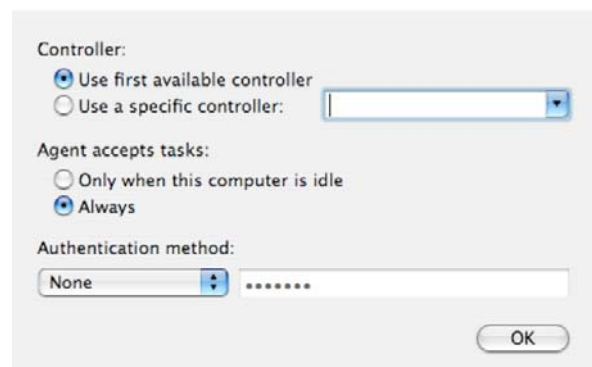 Controller:
Use first available controller
Use a specific controller:
Agent accepts tasks:
Only when this computer is idle
Always
Authentication method:
None •••••••
OK